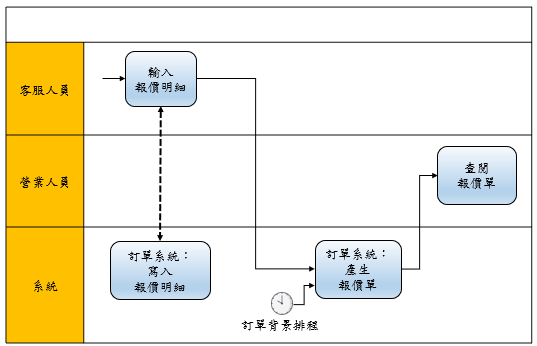 客服人員
輸入
報價明細
營業人員
查閱
報價單
系統
訂單系統：
寫入
報價明細
訂單系統：
產生
報價單
訂單背景排程